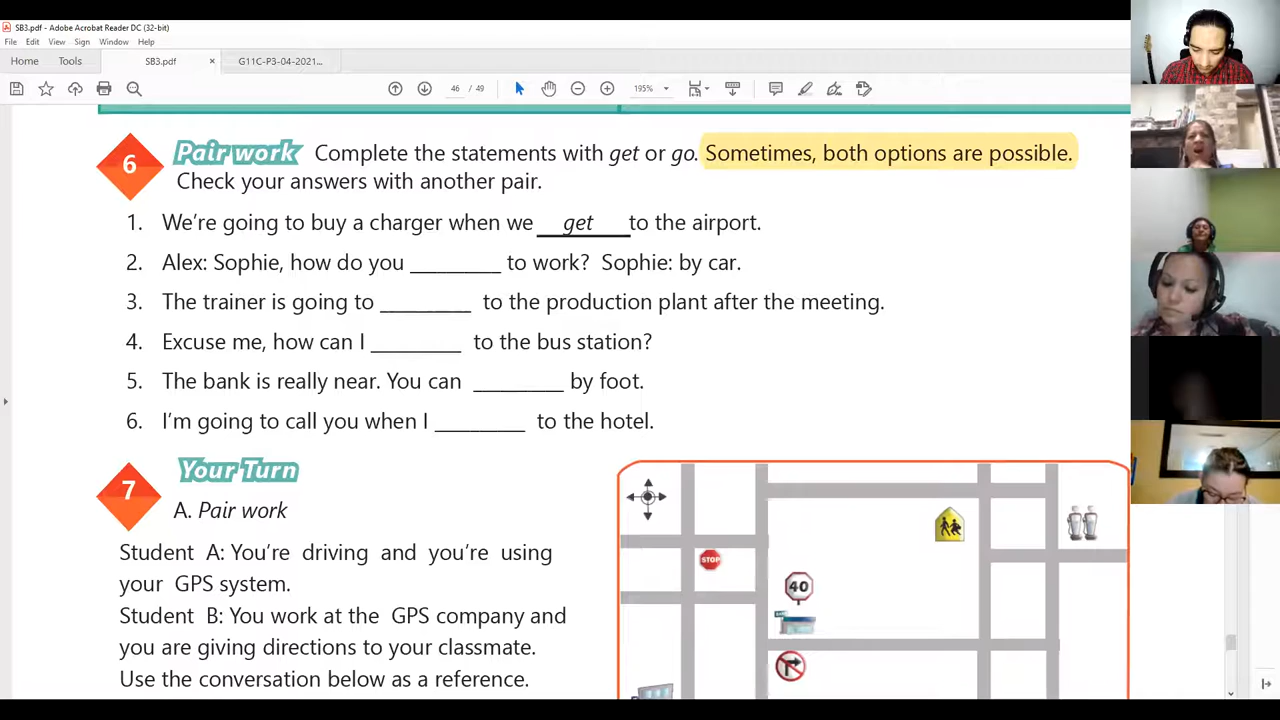 SB3.pdf - Adobe Acrobat Reader DC (32-bit)
File Edit View Sign Window Help
Home Tools SB3.pdf × G11C-P3-04-2021...
46 / 49 195%
6 Pair work Complete the statements with get or go. Sometimes, both options are possible.
Check your answers with another pair.
1. We're going to buy a charger when we __get__ to the airport.
2. Alex: Sophie, how do you ________ to work? Sophie: by car.
3. The trainer is going to ________ to the production plant after the meeting.
4. Excuse me, how can I ________ to the bus station?
5. The bank is really near. You can ________ by foot.
6. I'm going to call you when I ________ to the hotel.
7 Your Turn
A. Pair work
Student A: You're driving and you're using
your GPS system.
Student B: You work at the GPS company and
you are giving directions to your classmate.
Use the conversation below as a reference.
STOP
40